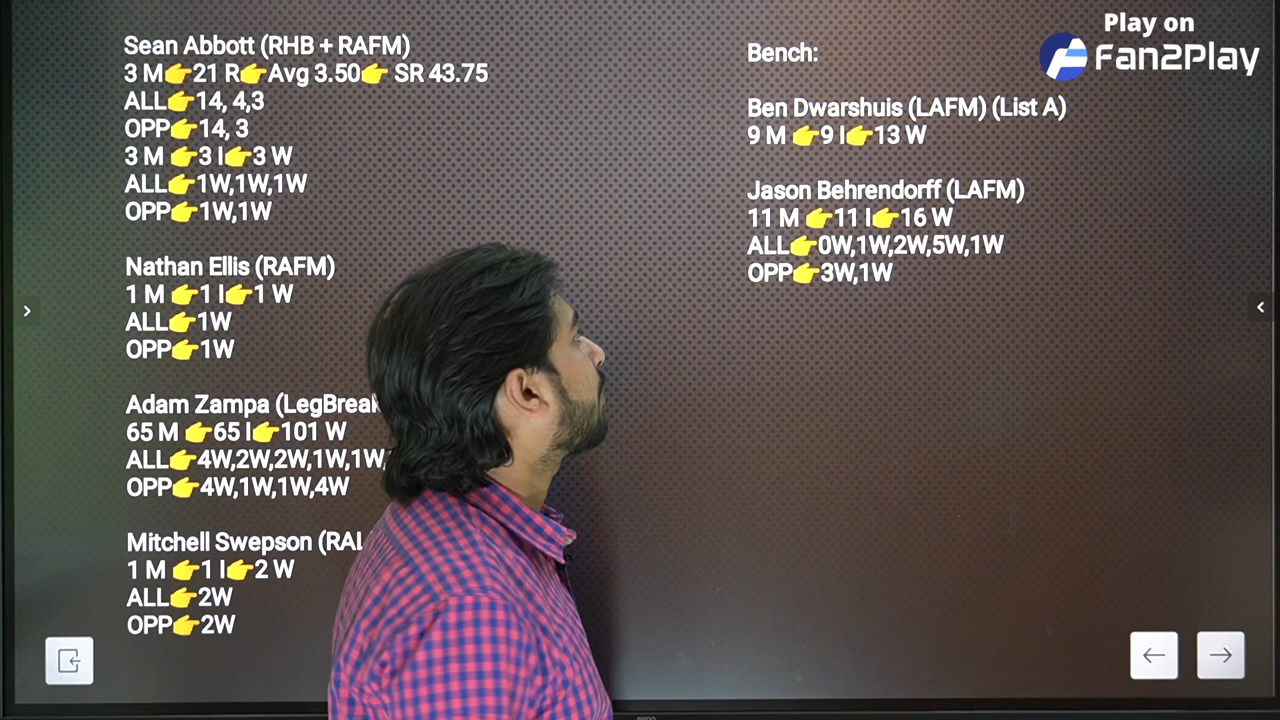 Sean Abbott (RHB + RAFM)
3 M👉21 R👉Avg 3.50👉 SR 43.75
ALL👉14, 4,3
OPP👉14, 3
3 M 👉3 I👉3 W
ALL👉1W,1W,1W
OPP👉1W,1W
Nathan Ellis (RAFM)
1 M 👉1 I👉1 W
ALL👉1W
OPP👉1W
Adam Zampa (LegBreak
65 M 👉65 I👉101 W
ALL👉4W,2W,2W,1W,1W,
OPP👉4W,1W,1W,4W
Mitchell Swepson (RAL
1 M 👉1 I👉2 W
ALL👉2W
OPP👉2W
Bench:
Ben Dwarshuis (LAFM) (List A)
9 M 👉9 I👉13 W
Jason Behrendorff (LAFM)
11 M 👉11 I👉16 W
ALL👉0W,1W,2W,5W,1W
OPP👉3W,1W
Play on
Fan2Play